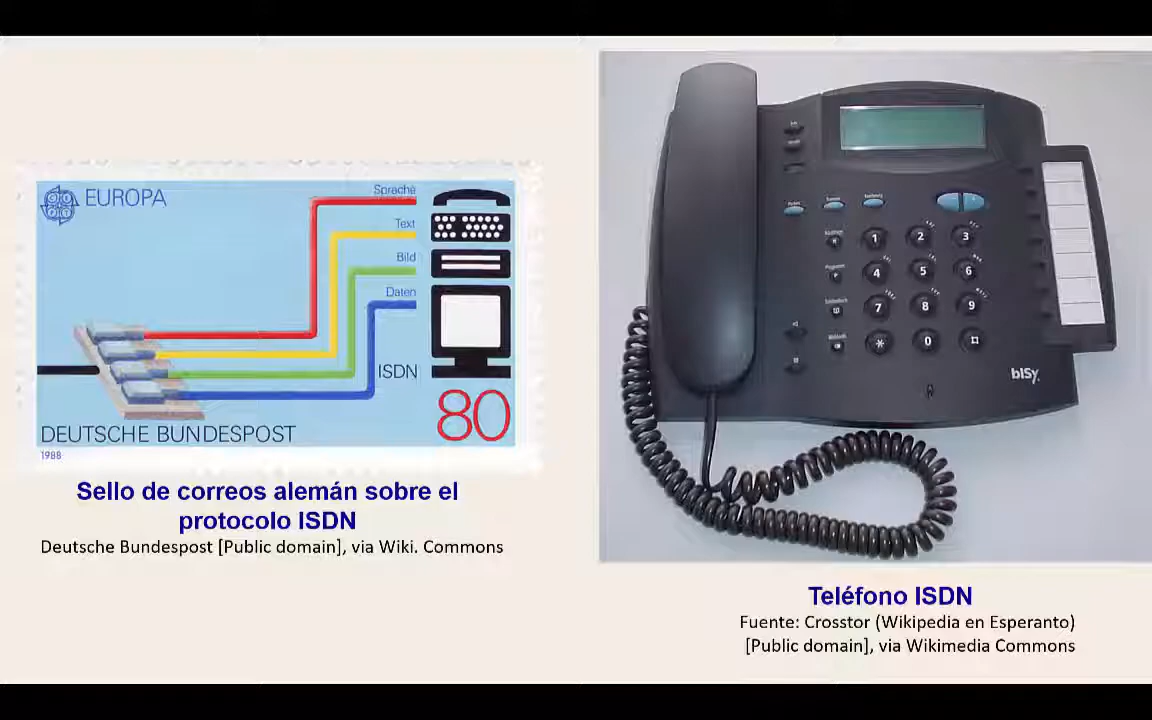 EUROPA
Sprache
Text
Bild
Daten
ISDN
80
DEUTSCHE BUNDESPOST
1988
Sello de correos alemán sobre el
protocolo ISDN
Deutsche Bundespost [Public domain], via Wiki. Commons
1 2 3
4 5 6
7 8 9
* 0
bISy.
Teléfono ISDN
Fuente: Crosstor (Wikipedia en Esperanto)
[Public domain], via Wikimedia Commons